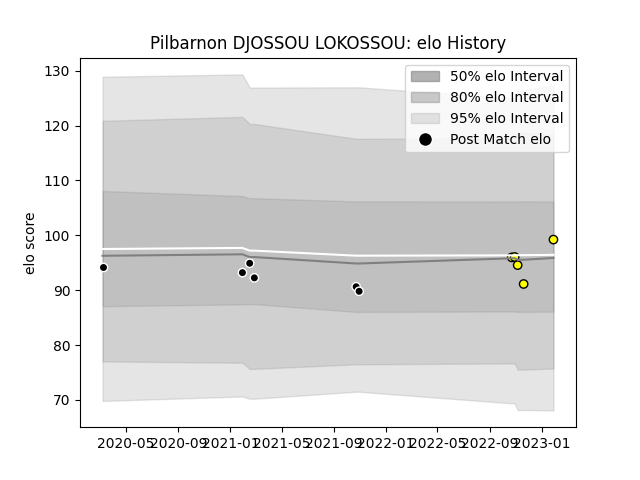 Pilbarnon DJOSSOU LOKOSSOU: elo History
130
120
110
100
90
80
70
elo score
50% elo Interval
80% elo Interval
95% elo Interval
Post Match elo
2020-05 2020-09 2021-01 2021-05 2021-09 2022-01 2022-05 2022-09 2023-01